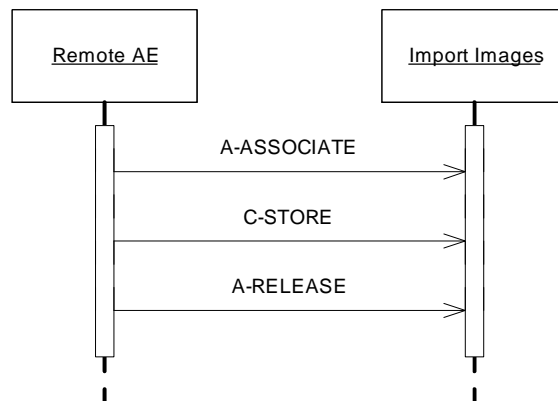 Remote AE
Import Images
A-ASSOCIATE
C-STORE
A-RELEASE